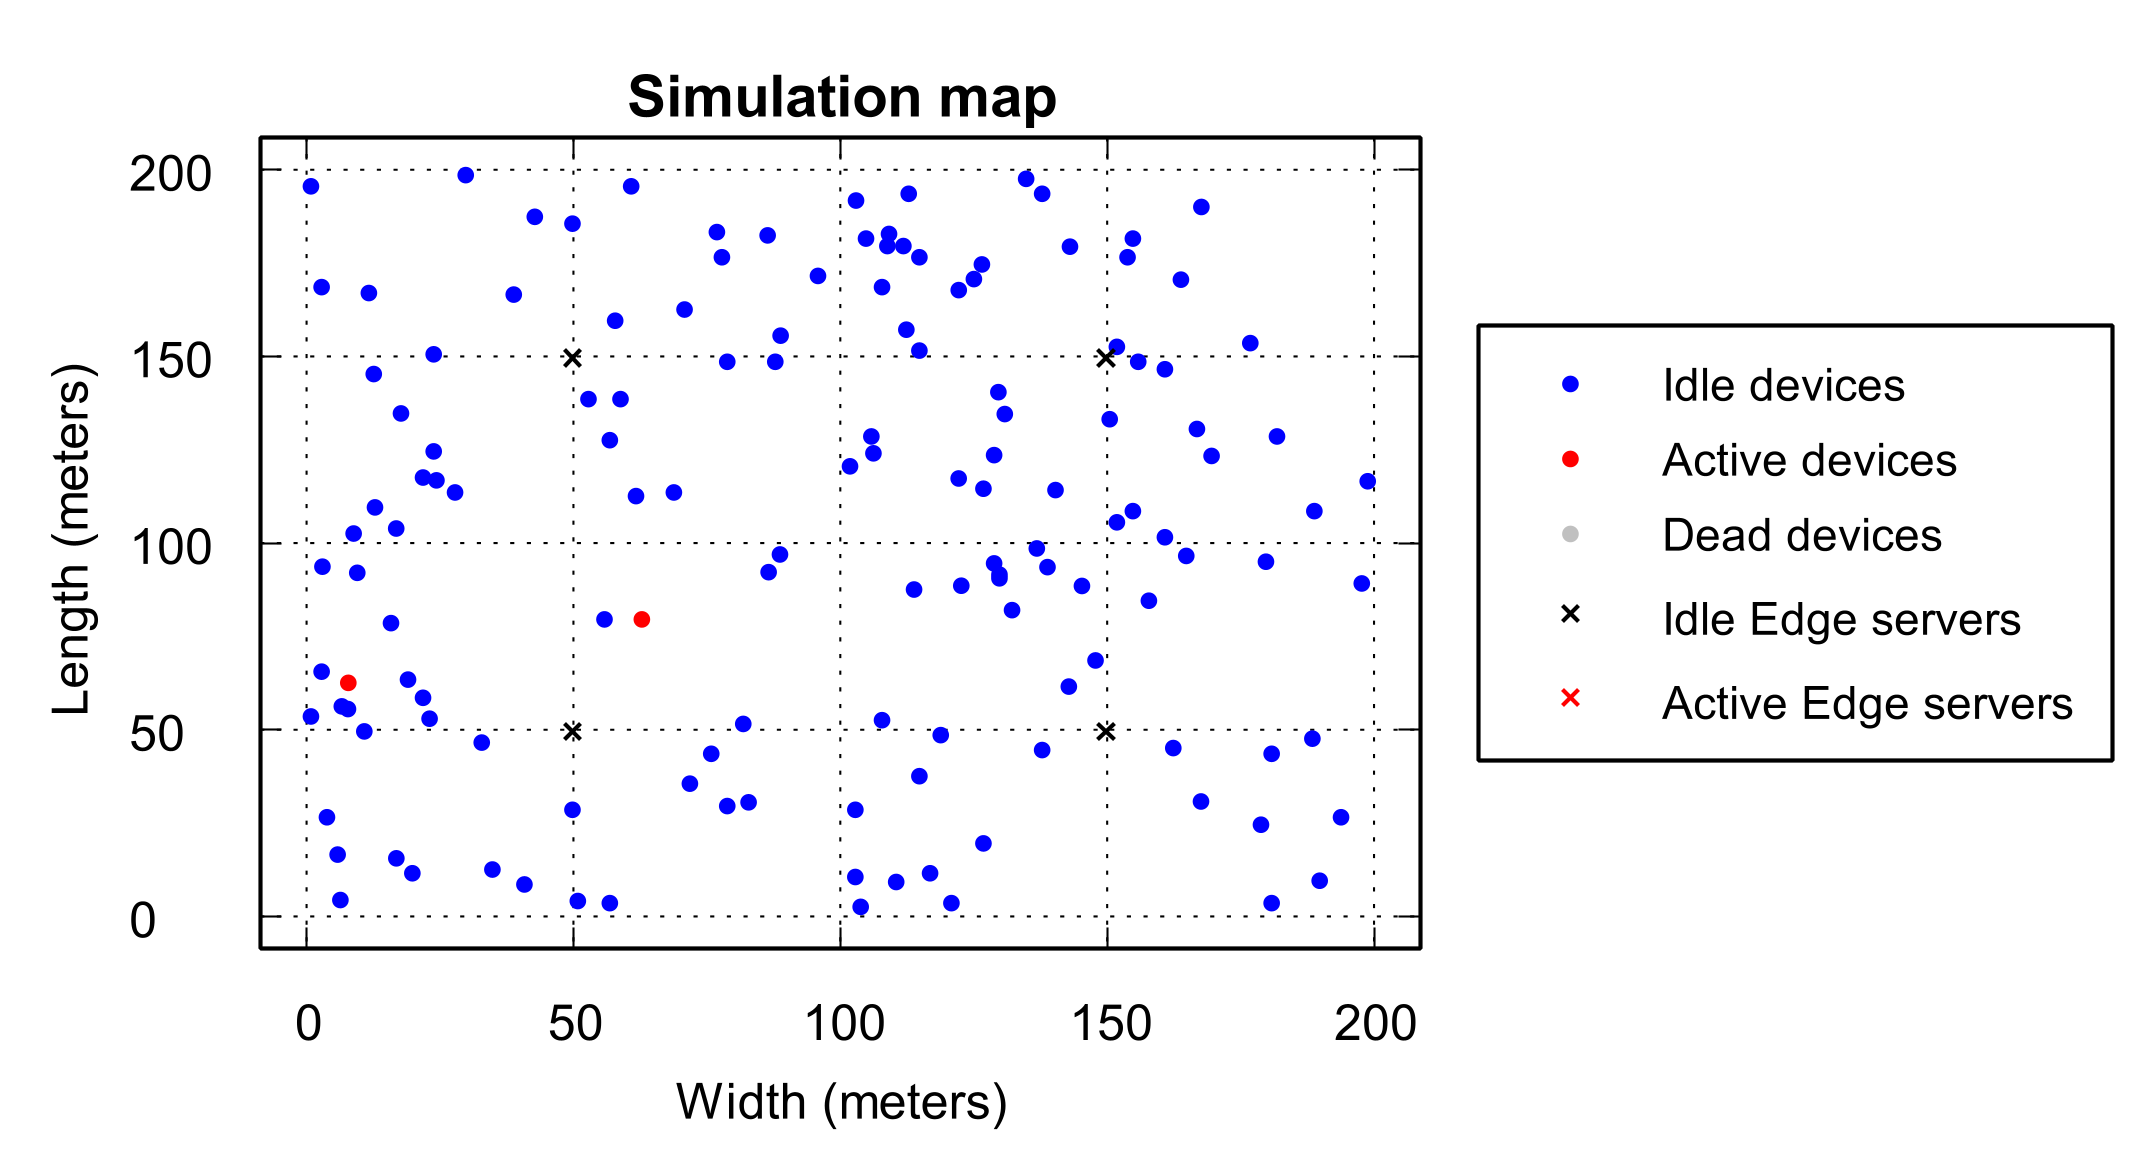 Simulation map
200
150
100
50
0
Length (meters)
0 50 100 150 200
Width (meters)
Idle devices
Active devices
Dead devices
Idle Edge servers
Active Edge servers